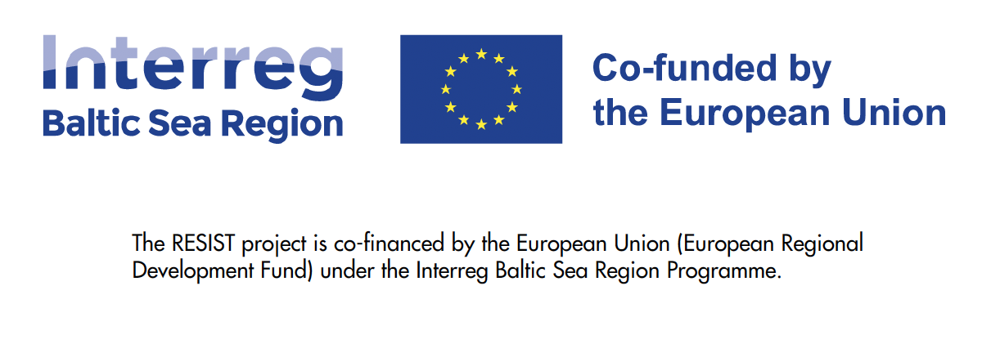 Interreg
Baltic Sea Region
Co-funded by
the European Union
The RESIST project is co-financed by the European Union (European Regional
Development Fund) under the Interreg Baltic Sea Region Programme.